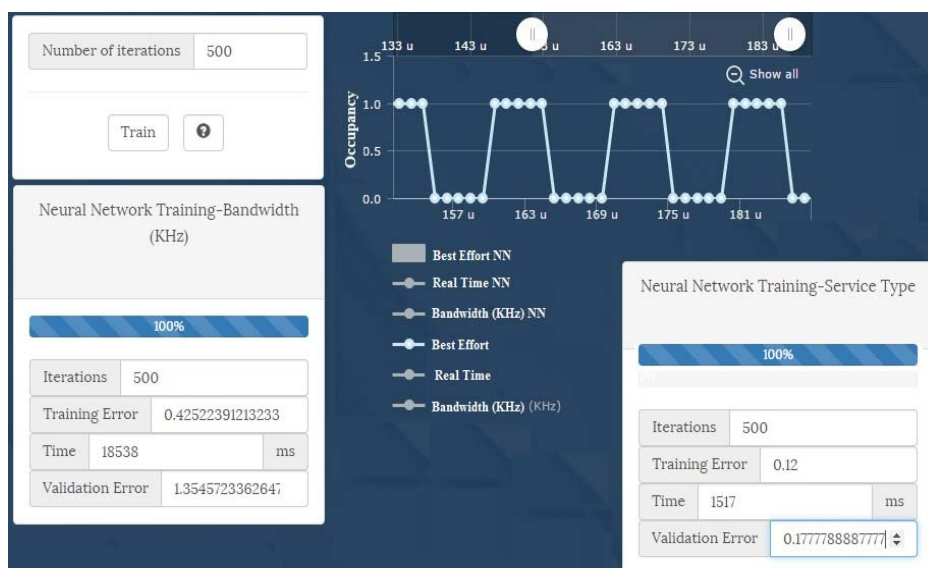 Number of iterations 500
Train
Neural Network Training-Bandwidth
(KHz)
100%
Iterations 500
Training Error 0.42522391213233
Time 18538 ms
Validation Error 1.3545723362647
133 u 143 u u 163 u 173 u 183 u
1.5
Show all
1.0
Occupancy
0.5
0.0
157 u 163 u 169 u 175 u 181 u
Best Effort NN
Real Time NN
Bandwidth (KHz) NN
Best Effort
Real Time
Bandwidth (KHz) (KHz)
Neural Network Training-Service Type
100%
Iterations 500
Training Error 0.12
Time 1517 ms
Validation Error 0.1777788887777